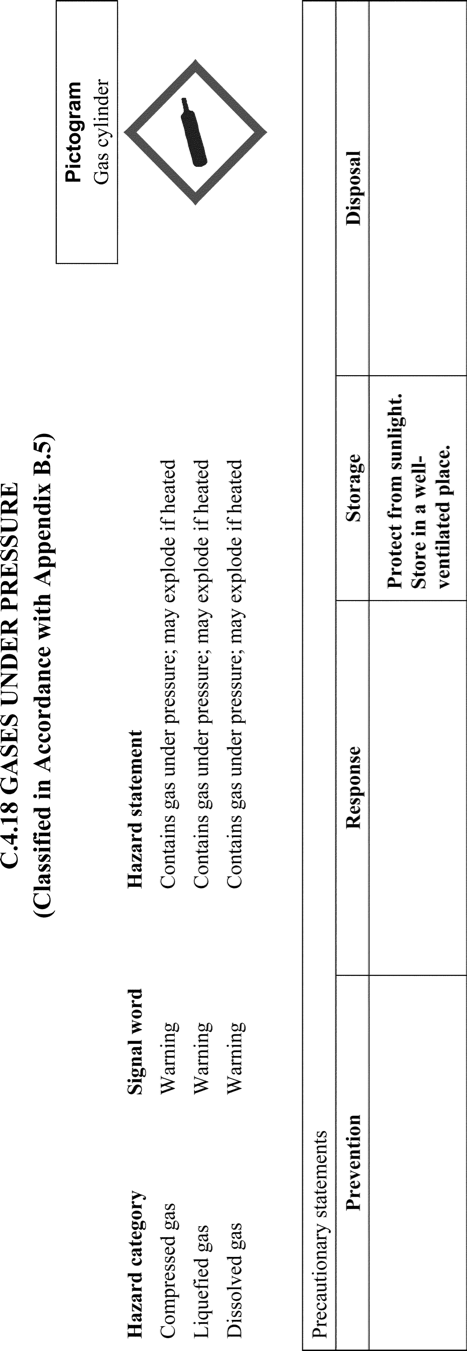 C.4.18 GASES UNDER PRESSURE
(Classified in Accordance with Appendix B.5)
Pictogram
Gas cylinder
Hazard category Signal word Hazard statement
Compressed gas Warning Contains gas under pressure; may explode if heated
Liquefied gas Warning Contains gas under pressure; may explode if heated
Dissolved gas Warning Contains gas under pressure; may explode if heated
Precautionary statements
Prevention Response Storage Disposal
Protect from sunlight.
Store in a well-
ventilated place.